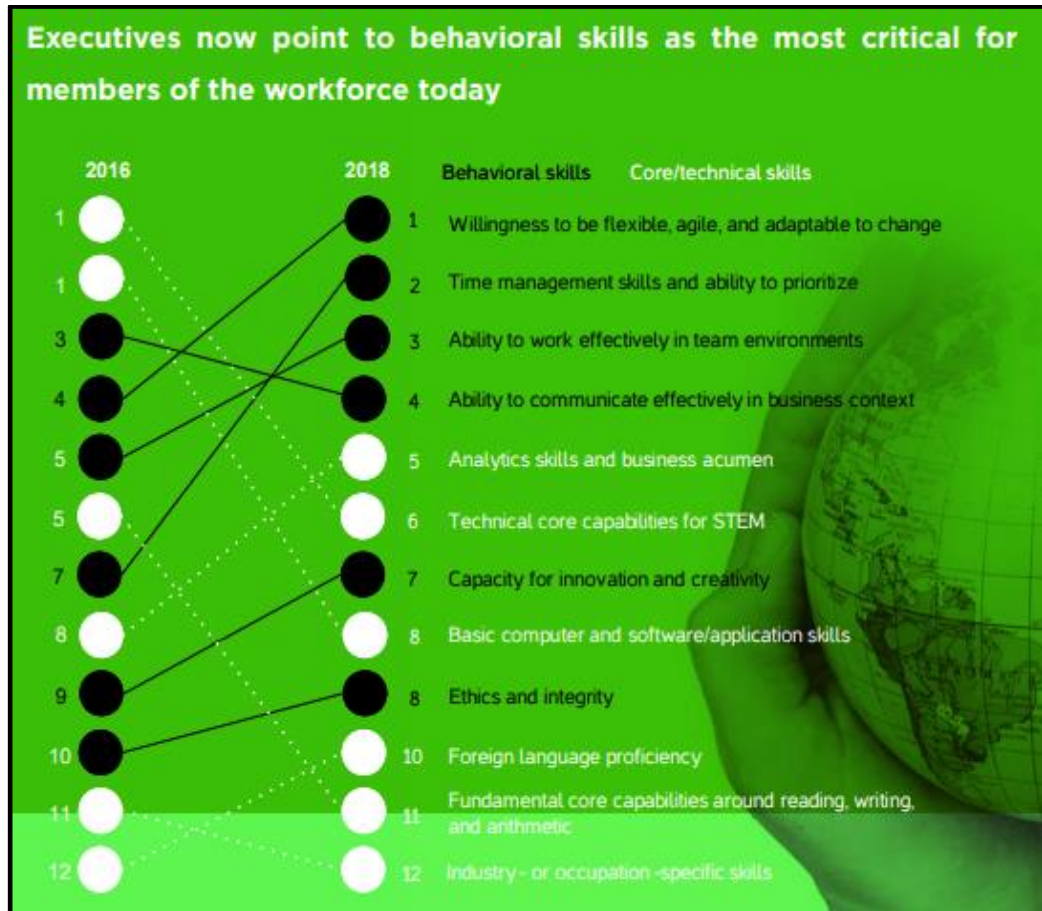 Executives now point to behavioral skills as the most critical for
members of the workforce today
2016 2018 Behavioral skills Core/technical skills
1 1 Willingness to be flexible, agile, and adaptable to change
1 2 Time management skills and ability to prioritize
3 3 Ability to work effectively in team environments
4 4 Ability to communicate effectively in business context
5 5 Analytics skills and business acumen
5 6 Technical core capabilities for STEM
7 7 Capacity for innovation and creativity
8 8 Basic computer and software/application skills
9 8 Ethics and integrity
10 10 Foreign language proficiency
11 11 Fundamental core capabilities around reading, writing,
and arithmetic
12 12 Industry- or occupation -specific skills